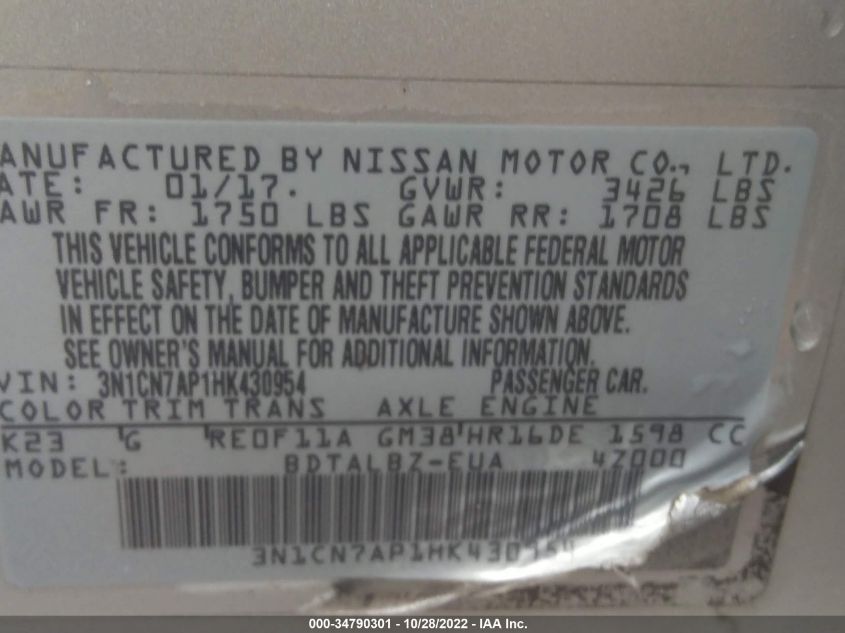 ANUFACTURED BY NISSAN MOTOR CO., LTD.
ATE: 01/17. GVWR: 3426 LBS
AWR FR: 1750 LBS GAWR RR: 1708 LBS
THIS VEHICLE CONFORMS TO ALL APPLICABLE FEDERAL MOTOR
VEHICLE SAFETY, BUMPER AND THEFT PREVENTION STANDARDS
IN EFFECT ON THE DATE OF MANUFACTURE SHOWN ABOVE.
SEE OWNER'S MANUAL FOR ADDITIONAL INFORMATION.
VIN: 3N1CN7AP1HK430954 PASSENGER CAR.
COLOR TRIM TRANS AXLE ENGINE
K23 G RE0F11A GM38 HR16DE 1598 CC
MODEL: BDTALBZ-EUA 4Z000
3N1CN7AP1HK430954
000-34790301 - 10/28/2022 - IAA Inc.